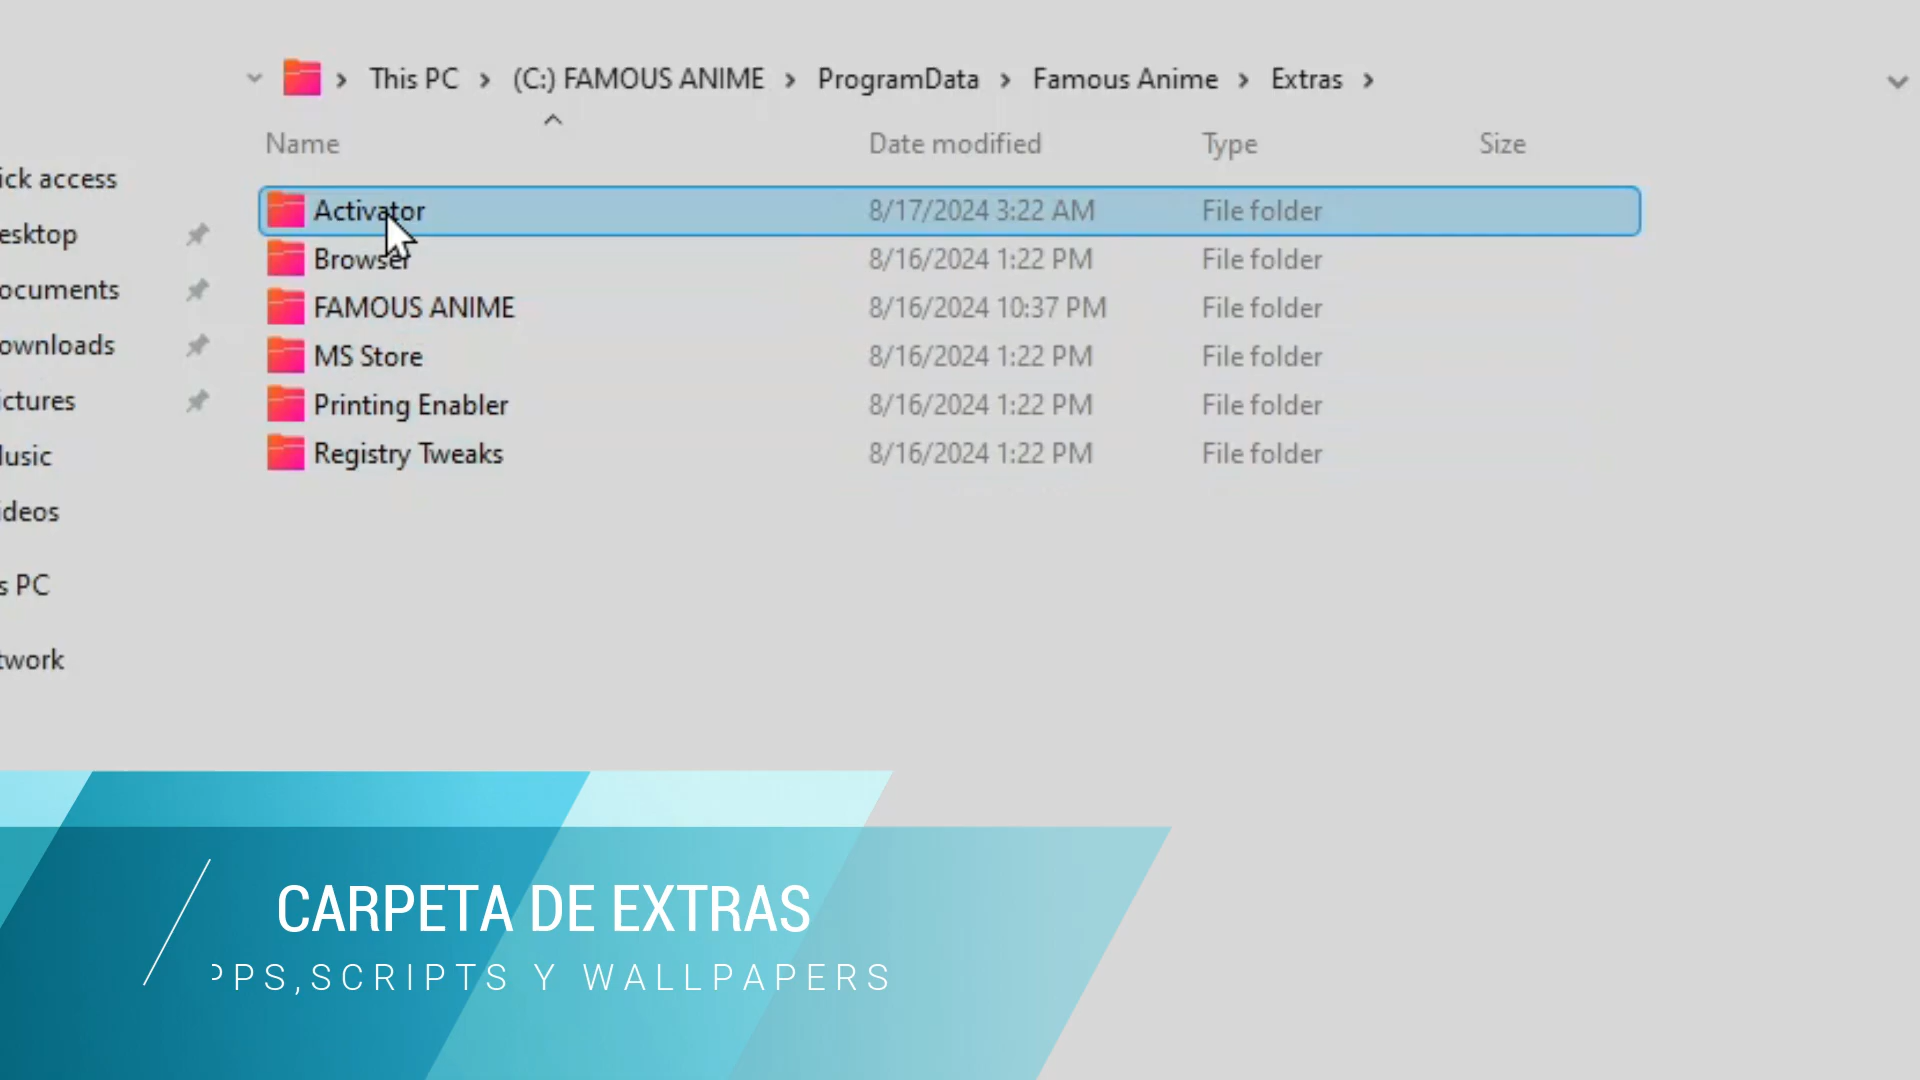 This PC > (C:) FAMOUS ANIME > ProgramData > Famous Anime > Extras >
Name Date modified Type Size
ick access
esktop
ocuments
ownloads
ictures
usic
ideos
s PC
twork
Activator 8/17/2024 3:22 AM File folder
Browser 8/16/2024 1:22 PM File folder
FAMOUS ANIME 8/16/2024 10:37 PM File folder
MS Store 8/16/2024 1:22 PM File folder
Printing Enabler 8/16/2024 1:22 PM File folder
Registry Tweaks 8/16/2024 1:22 PM File folder
CARPETA DE EXTRAS
PPS,SCRIPTS Y WALLPAPERS